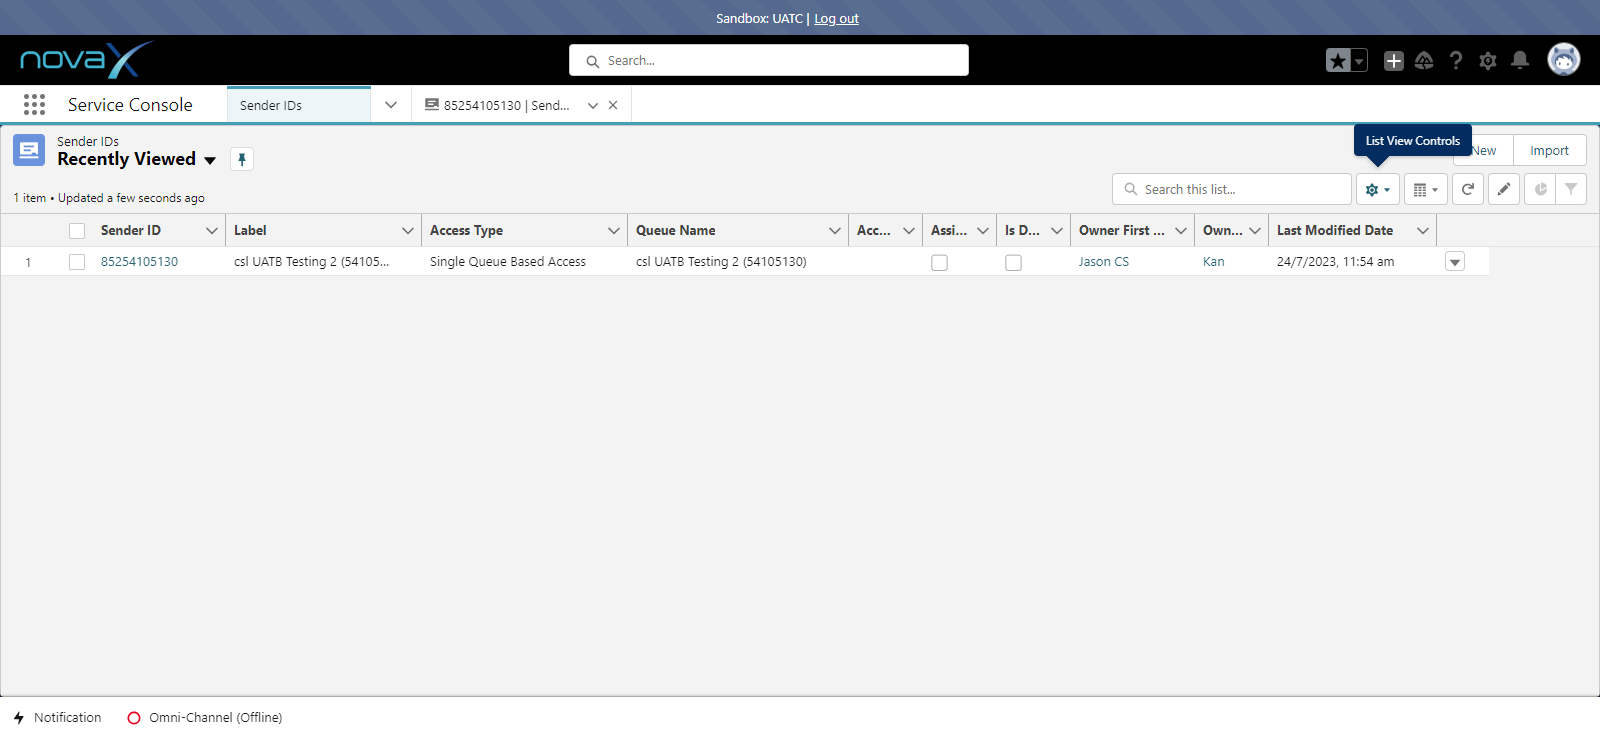 Sandbox: UATC | Log out
novaX
Search...
Service Console
Sender IDs
85254105130 | Send...
Sender IDs
Recently Viewed
List View Controls
New
Import
1 item • Updated a few seconds ago
Search this list...
Sender ID
Label
Access Type
Queue Name
Acc...
Assi...
Is D...
Owner First ...
Own...
Last Modified Date
1
85254105130
csl UATB Testing 2 (54105...
Single Queue Based Access
csl UATB Testing 2 (54105130)
Jason CS
Kan
24/7/2023, 11:54 am
Notification
Omni-Channel (Offline)